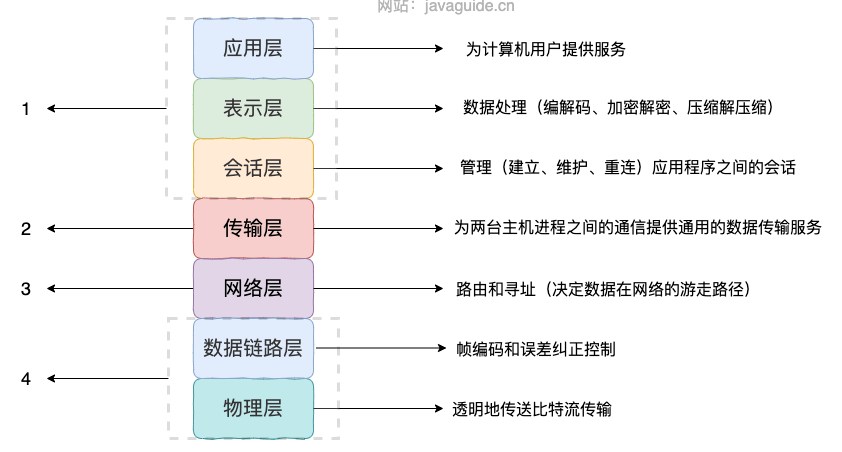 网站：javaguide.cn
应用层 为计算机用户提供服务
1 表示层 数据处理（编解码、加密解密、压缩解压缩）
会话层 管理（建立、维护、重连）应用程序之间的会话
2 传输层 为两台主机进程之间的通信提供通用的数据传输服务
3 网络层 路由和寻址（决定数据在网络的游走路径）
数据链路层 帧编码和误差纠正控制
4
物理层 透明地传送比特流传输